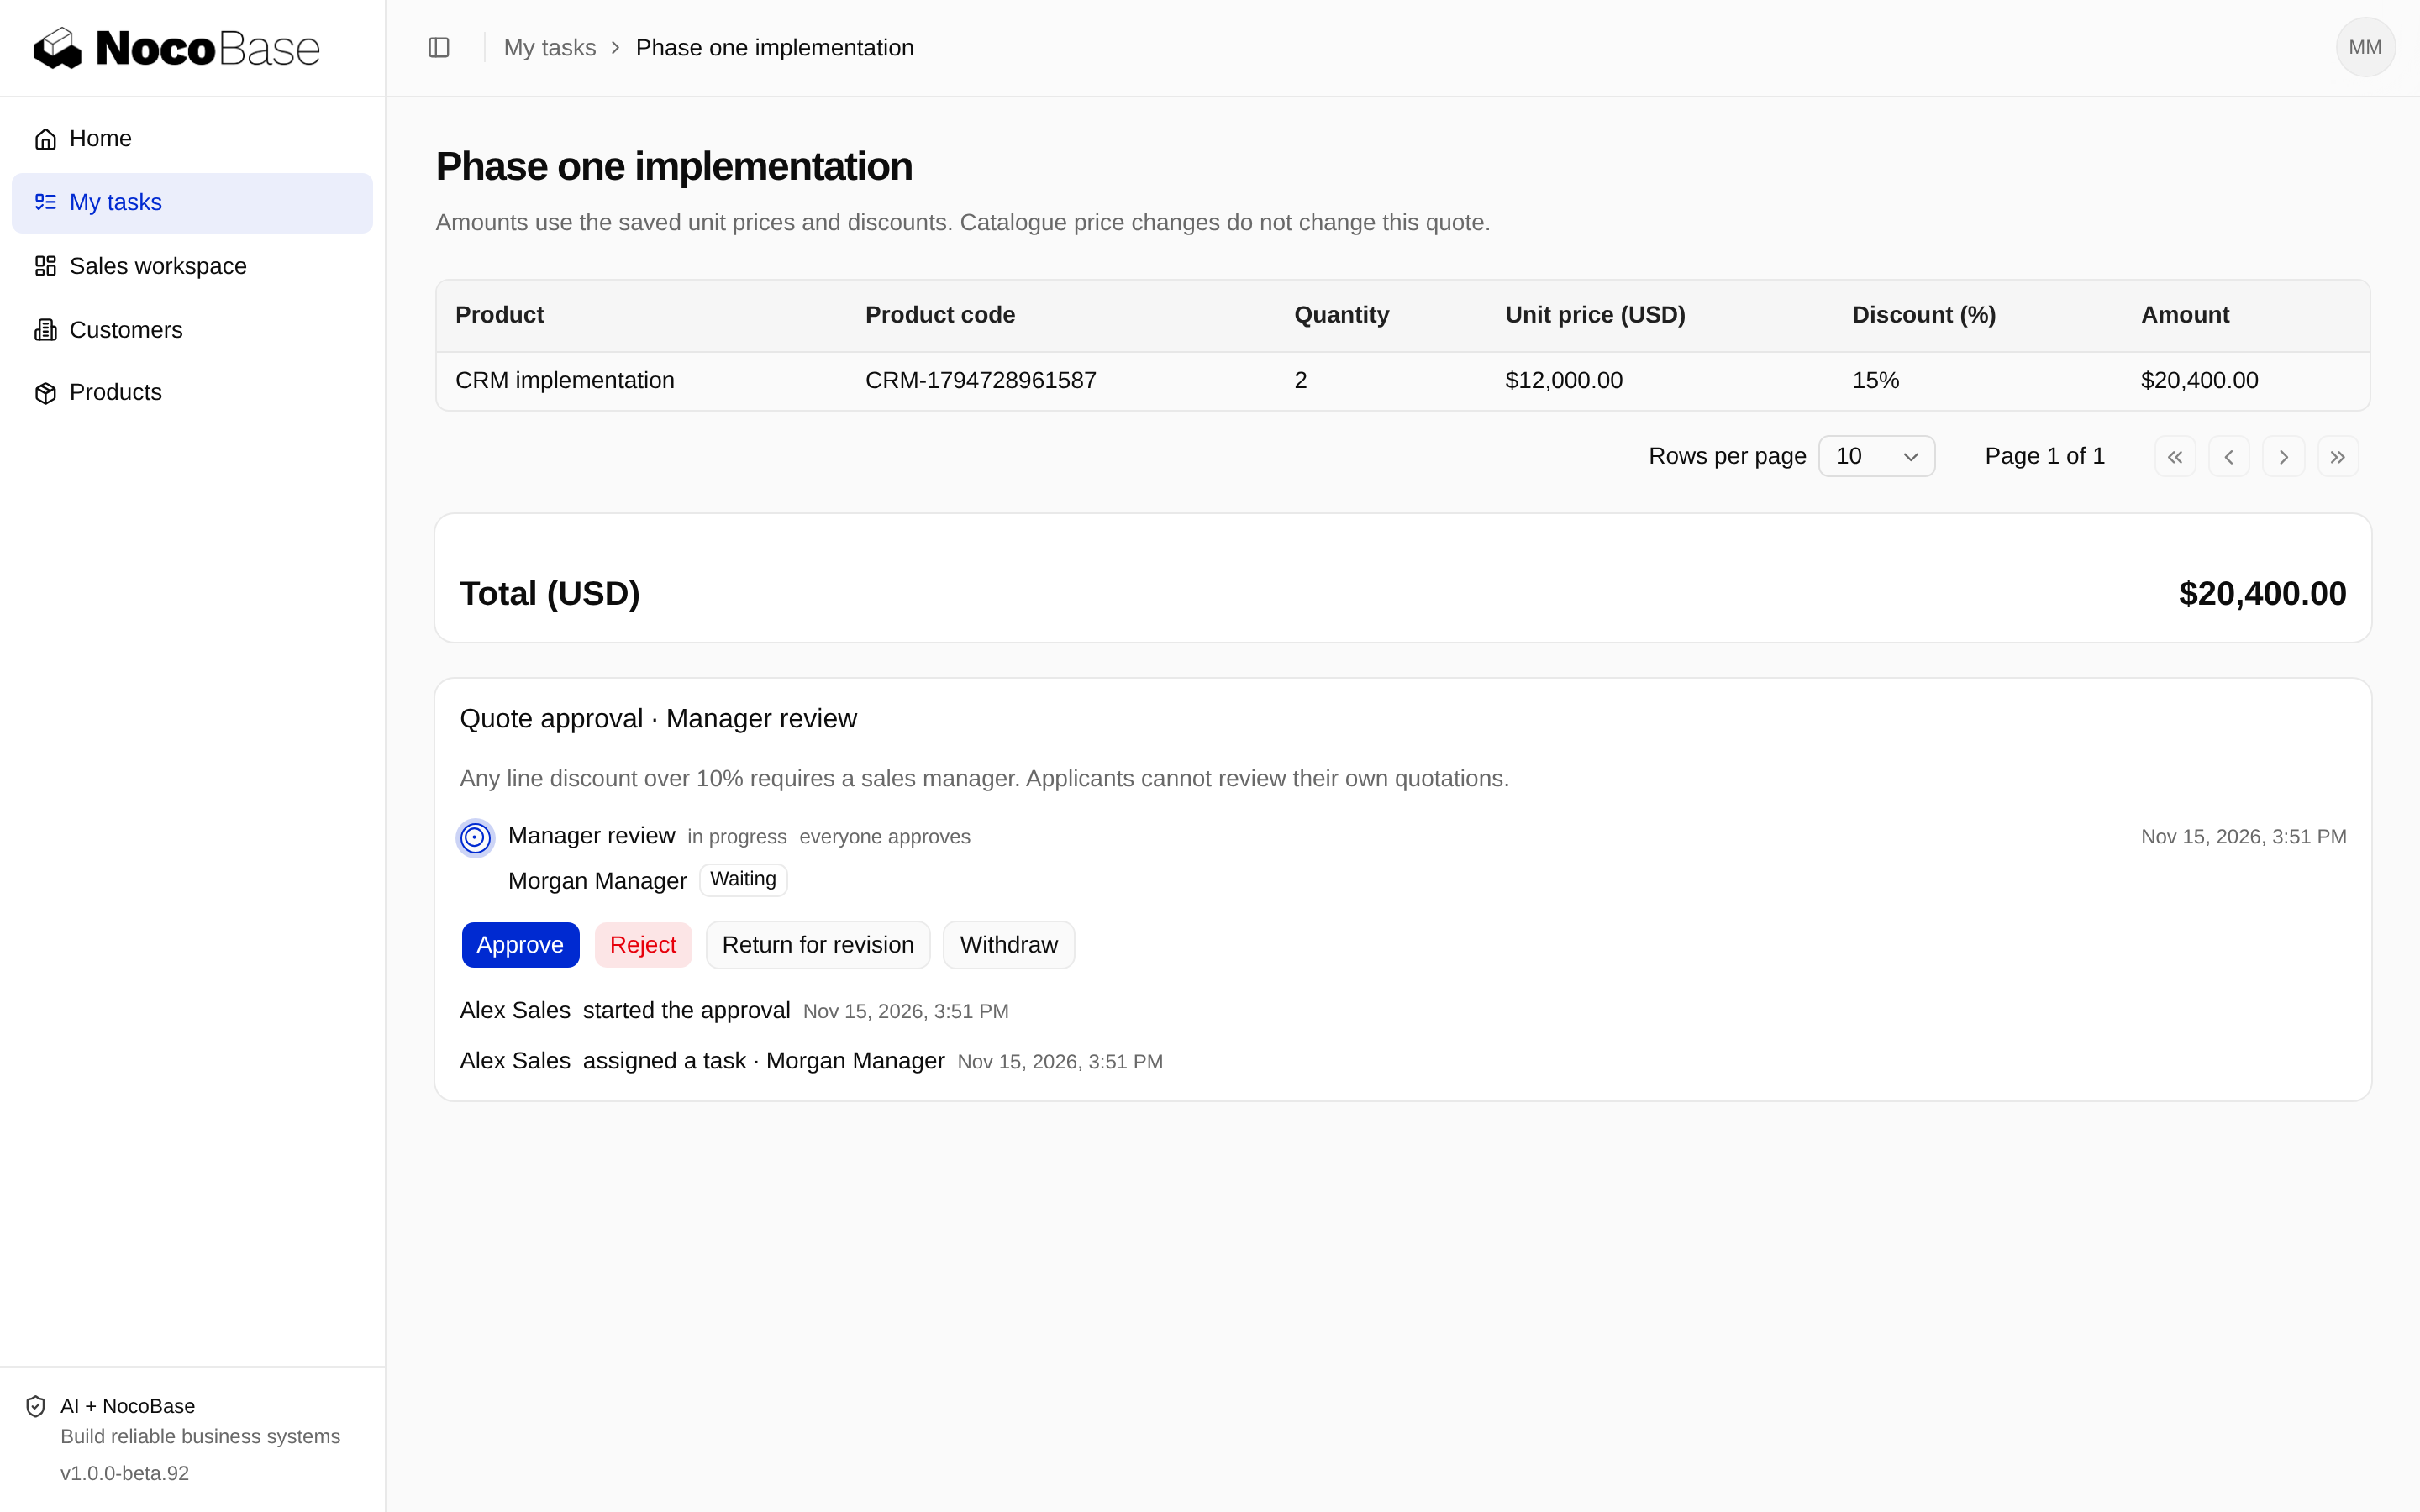 NocoBase
My tasks Phase one implementation
MM
Home
My tasks
Sales workspace
Customers
Products
Phase one implementation
Amounts use the saved unit prices and discounts. Catalogue price changes do not change this quote.
Product Product code Quantity Unit price (USD) Discount (%) Amount
CRM implementation CRM-1794728961587 2 $12,000.00 15% $20,400.00
Rows per page 10 Page 1 of 1
Total (USD) $20,400.00
Quote approval · Manager review
Any line discount over 10% requires a sales manager. Applicants cannot review their own quotations.
Manager review in progress everyone approves Nov 15, 2026, 3:51 PM
Morgan Manager Waiting
Approve Reject Return for revision Withdraw
Alex Sales started the approval Nov 15, 2026, 3:51 PM
Alex Sales assigned a task · Morgan Manager Nov 15, 2026, 3:51 PM
AI + NocoBase
Build reliable business systems
v1.0.0-beta.92